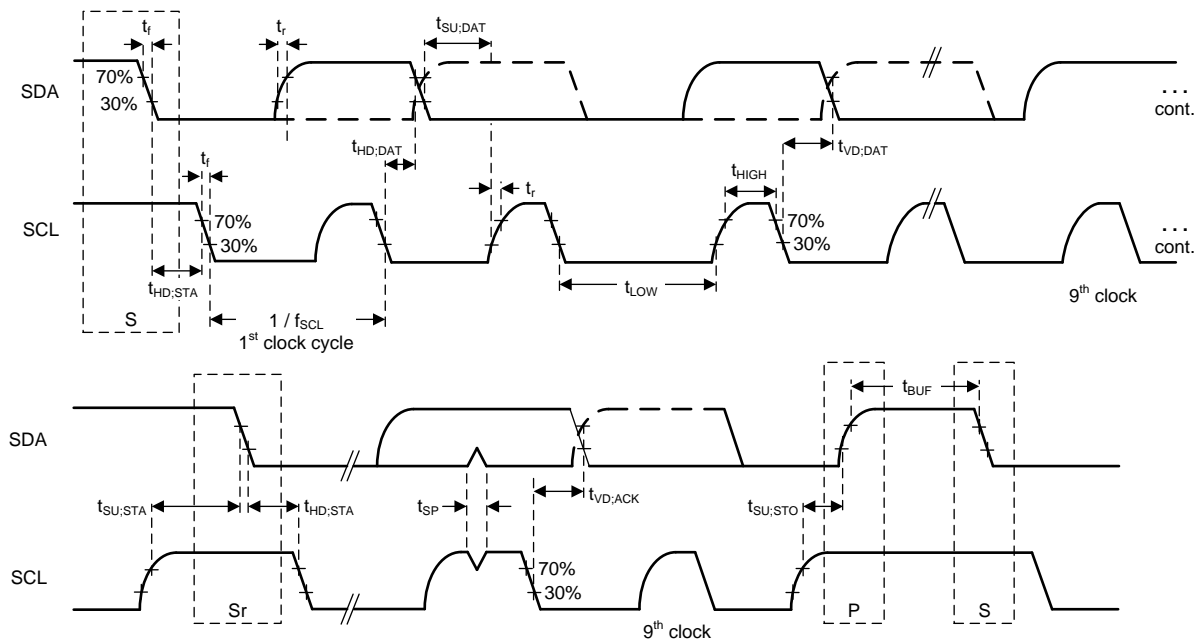 tf
tr
tSU;DAT
70%
30%
SDA
. . .
cont.
tHD;DAT
tVD;DAT
tf
tr
tHIGH
70%
30%
SCL
70%
30%
. . .
cont.
tHD;STA
tLOW
9th clock
S
1 / fSCL
1st clock cycle
tBUF
SDA
tSU;STA
tHD;STA
tSP
tVD;ACK
tSU;STO
SCL
70%
30%
Sr
P
S
9th clock